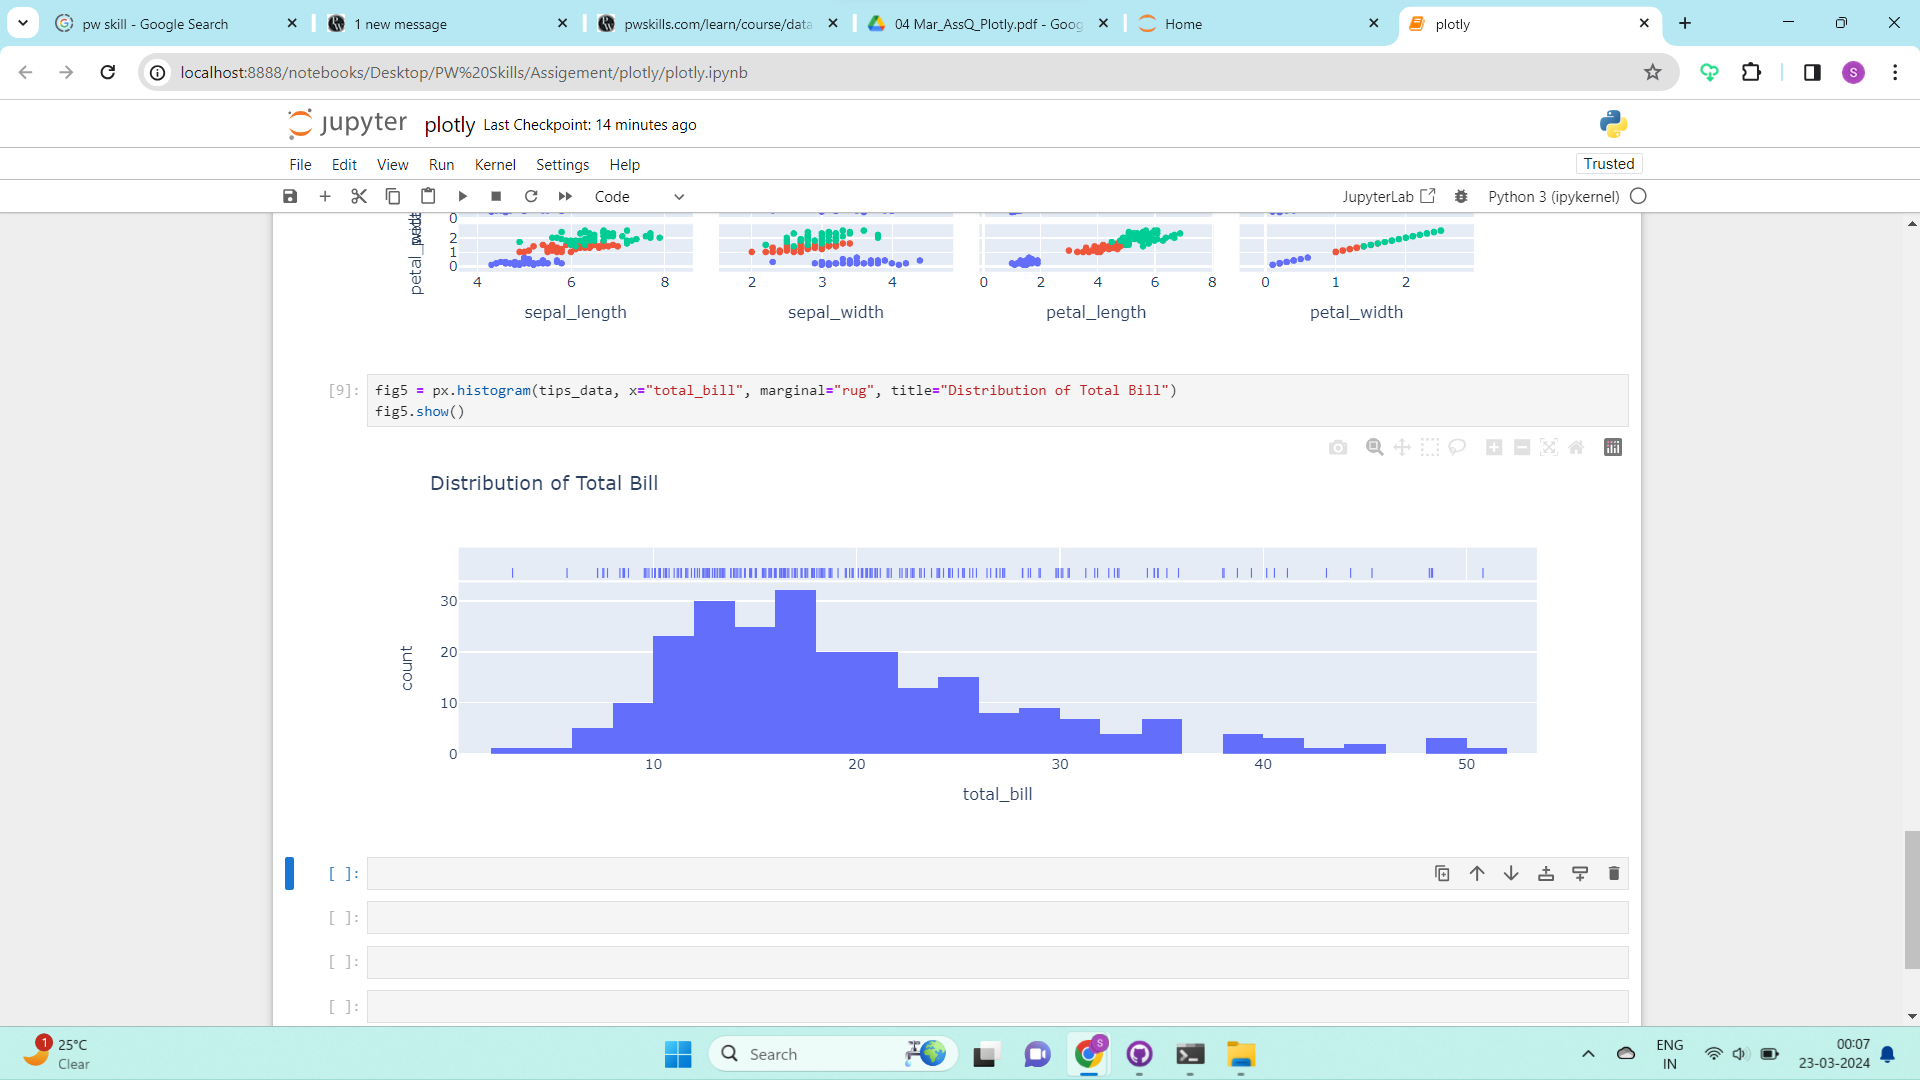 pw skill - Google Search
1 new message
pwskills.com/learn/course/data
04 Mar_AssQ_Plotly.pdf - Goog
Home
plotly
localhost:8888/notebooks/Desktop/PW%20Skills/Assigement/plotly/plotly.ipynb
S
jupyter plotly Last Checkpoint: 14 minutes ago
File Edit View Run Kernel Settings Help
Trusted
Code
JupyterLab
Python 3 (ipykernel)
0
2
1
0
4 6 8 2 3 4 0 2 4 6 8 0 1 2
sepal_length sepal_width petal_length petal_width
[9]: fig5 = px.histogram(tips_data, x="total_bill", marginal="rug", title="Distribution of Total Bill")
fig5.show()
Distribution of Total Bill
30
20
10
0
count
10 20 30 40 50
total_bill
[ ]:
[ ]:
[ ]:
[ ]:
1
25°C
Clear
Search
S
ENG
IN
00:07
23-03-2024